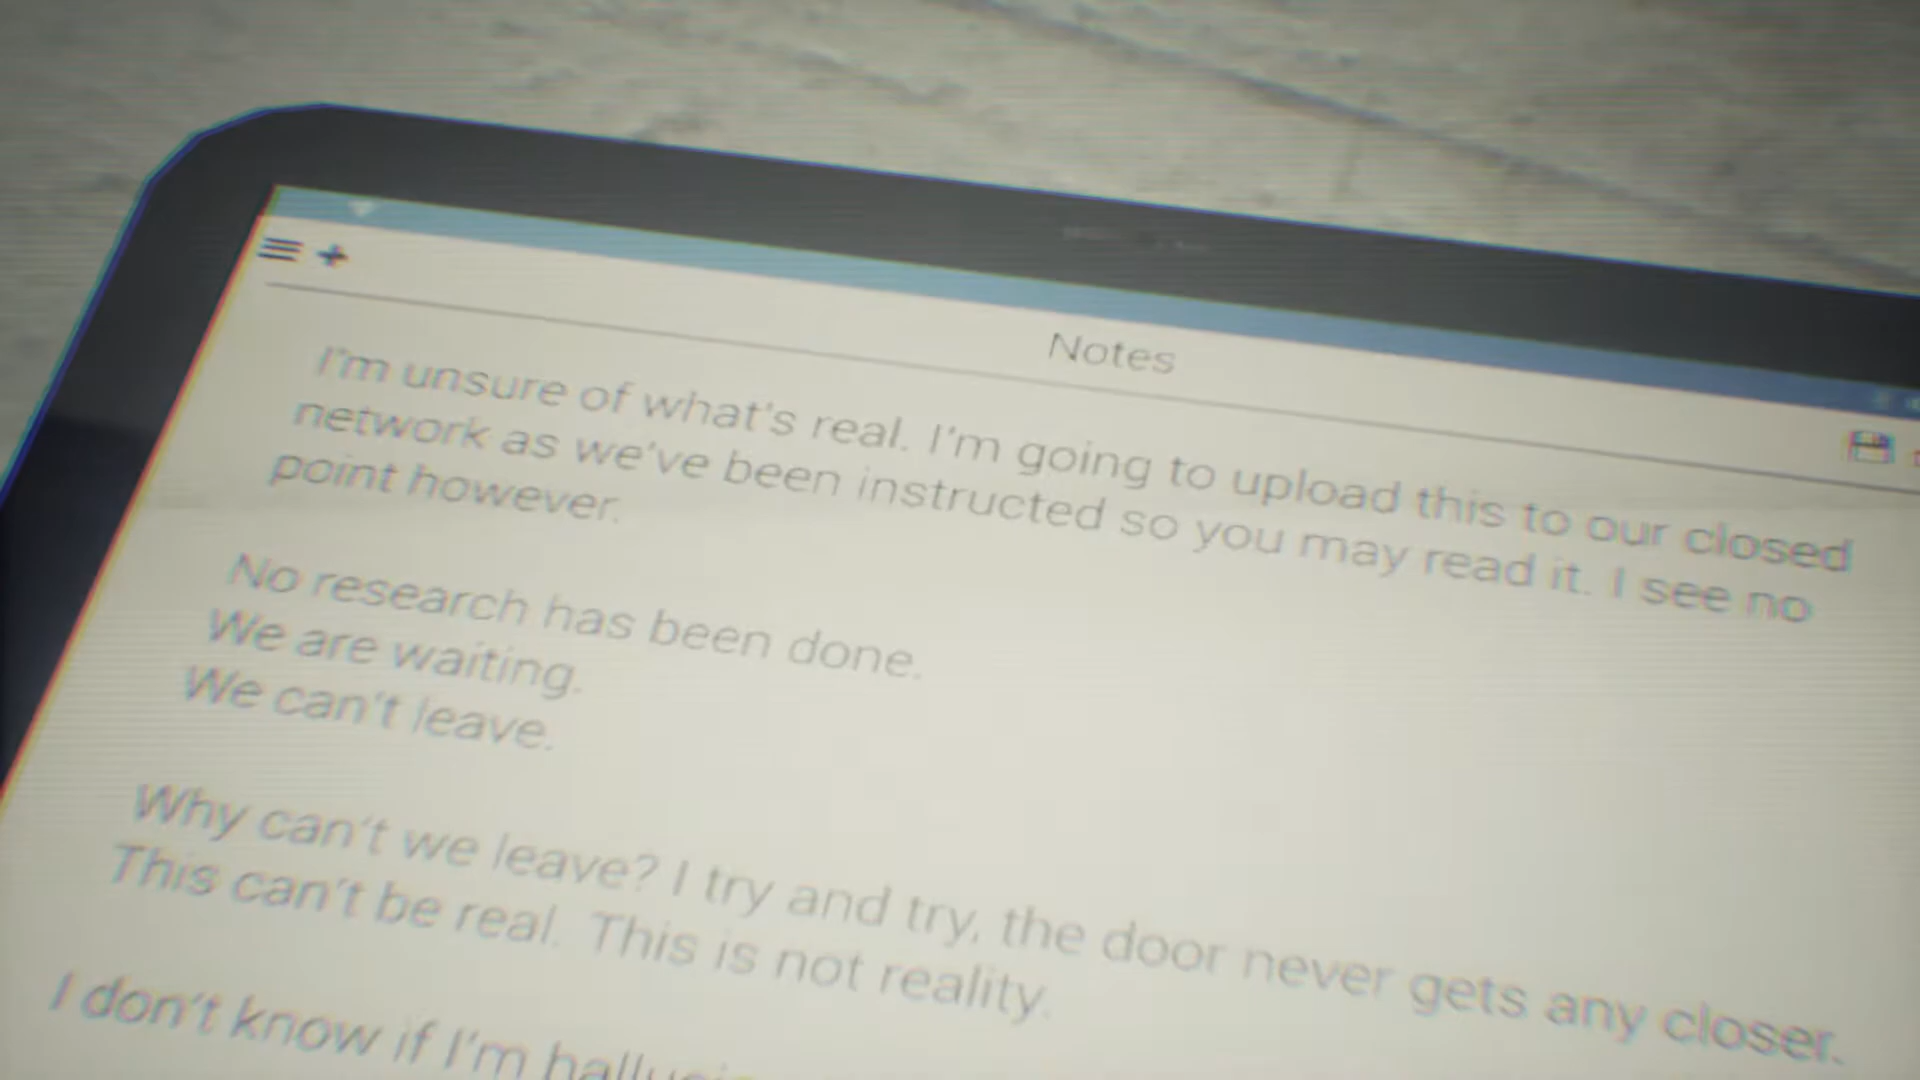 Notes
I'm unsure of what's real. I'm going to upload this to our closed
network as we've been instructed so you may read it. I see no
point however.
No research has been done.
We are waiting.
We can't leave.
Why can't we leave? I try and try, the door never gets any closer.
This can't be real. This is not reality.
I don't know if I'm